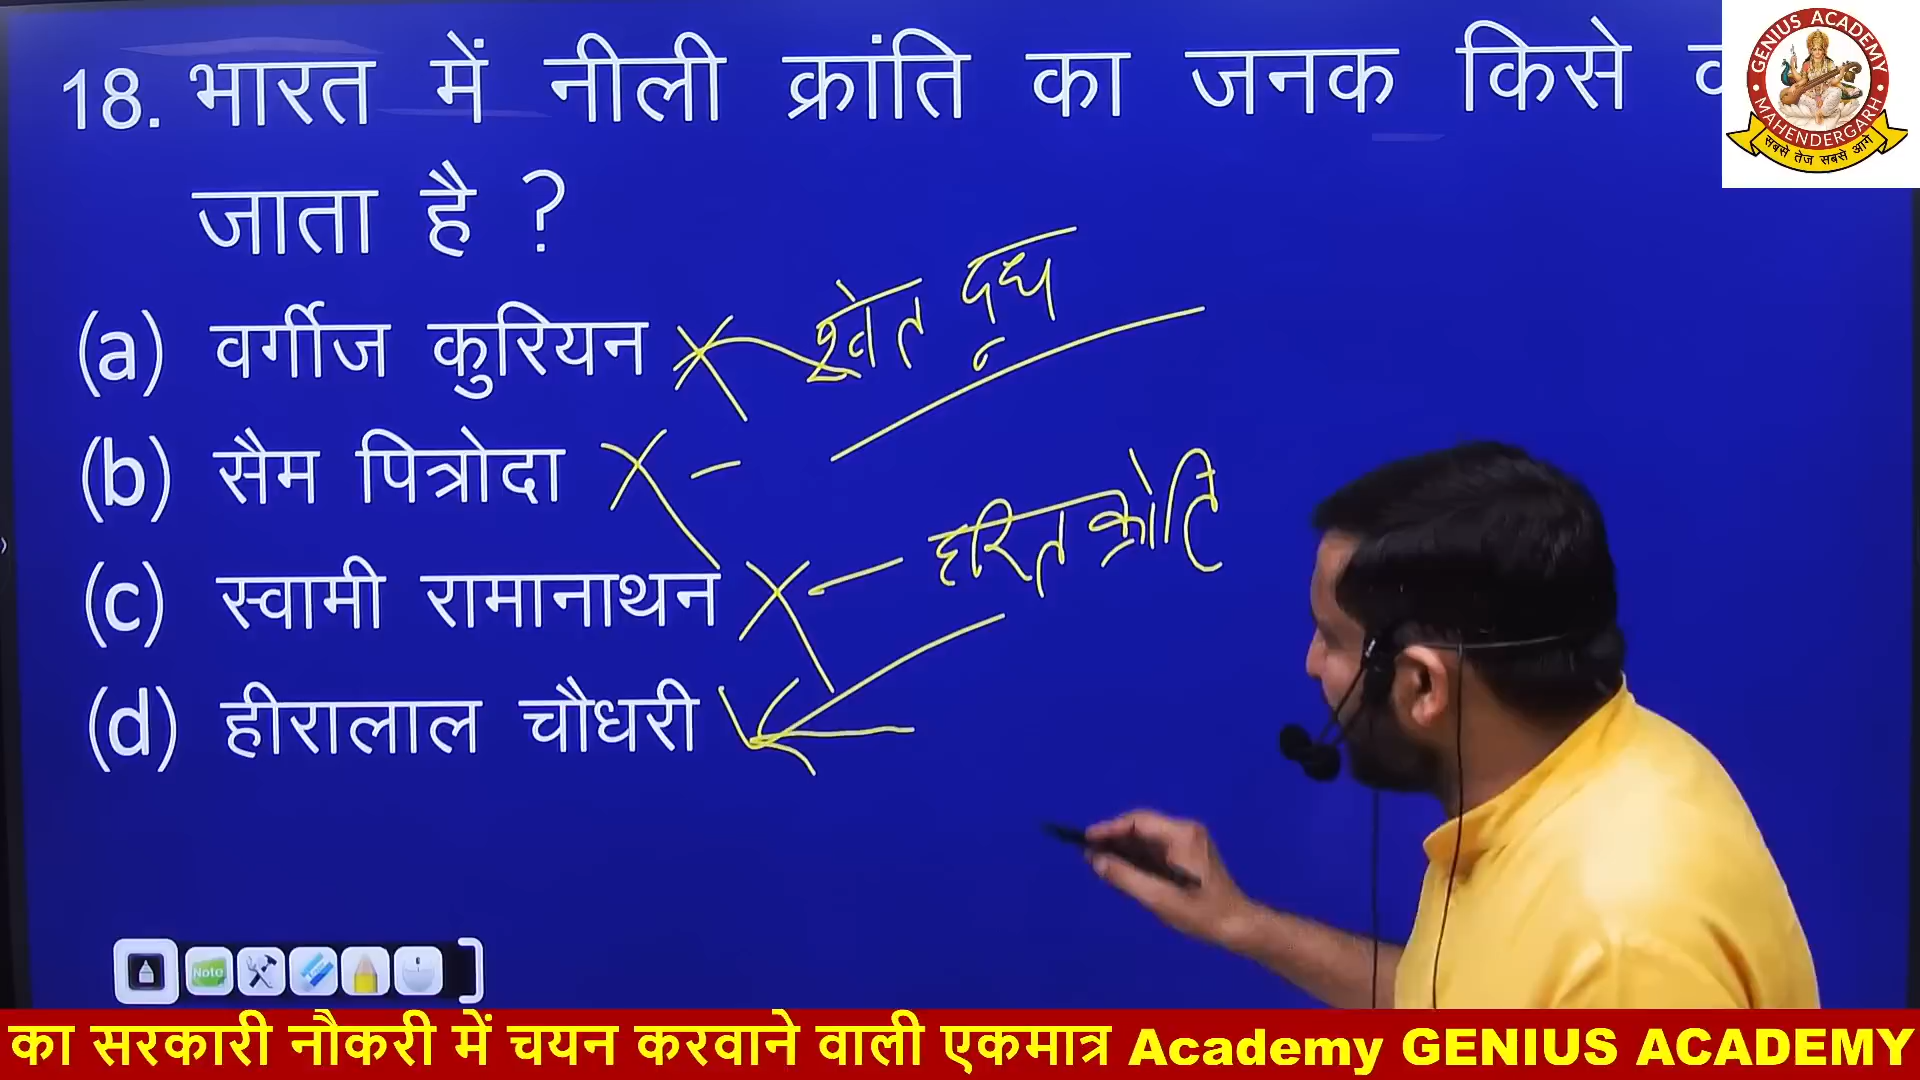 18. भारत में नीली क्रांति का जनक किसे
जाता है ?
(a) वर्गीज कुरियन
श्वेत दूध
(b) सैम पित्रोदा
(c) स्वामी रामानाथन
हरित क्रांति
(d) हीरालाल चौधरी
GENIUS ACADEMY
MAHENDERGARH
सबसे तेज सबसे आगे
Note
का सरकारी नौकरी में चयन करवाने वाली एकमात्र Academy GENIUS ACADEMY